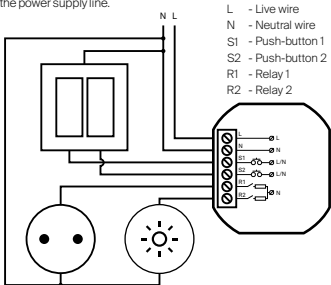 the power supply line.
N L
L - Live wire
N - Neutral wire
S1 - Push-button 1
S2 - Push-button 2
R1 - Relay 1
R2 - Relay 2
L L
N N
S1 L/N
S2 L/N
R1
N
R2